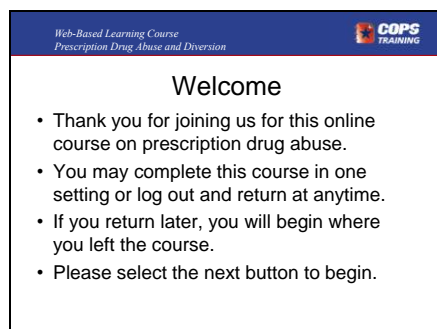 Web-Based Learning Course
Prescription Drug Abuse and Diversion
COPS
TRAINING
Welcome
• Thank you for joining us for this online
course on prescription drug abuse.
• You may complete this course in one
setting or log out and return at anytime.
• If you return later, you will begin where
you left the course.
• Please select the next button to begin.